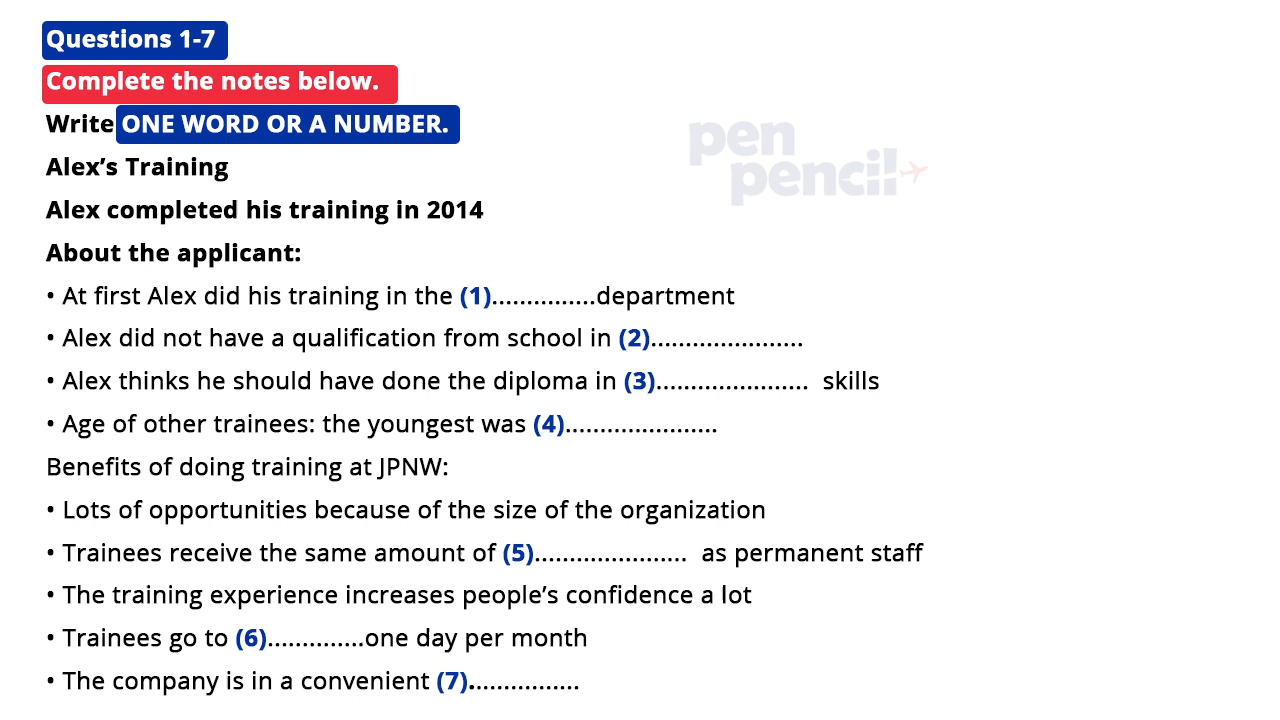 Questions 1-7
Complete the notes below.
Write ONE WORD OR A NUMBER.
Alex’s Training
Alex completed his training in 2014
About the applicant:
• At first Alex did his training in the (1)...............department
• Alex did not have a qualification from school in (2)......................
• Alex thinks he should have done the diploma in (3)...................... skills
• Age of other trainees: the youngest was (4)......................
Benefits of doing training at JPNW:
• Lots of opportunities because of the size of the organization
• Trainees receive the same amount of (5)...................... as permanent staff
• The training experience increases people’s confidence a lot
• Trainees go to (6)..............one day per month
• The company is in a convenient (7)................
pen
pencil